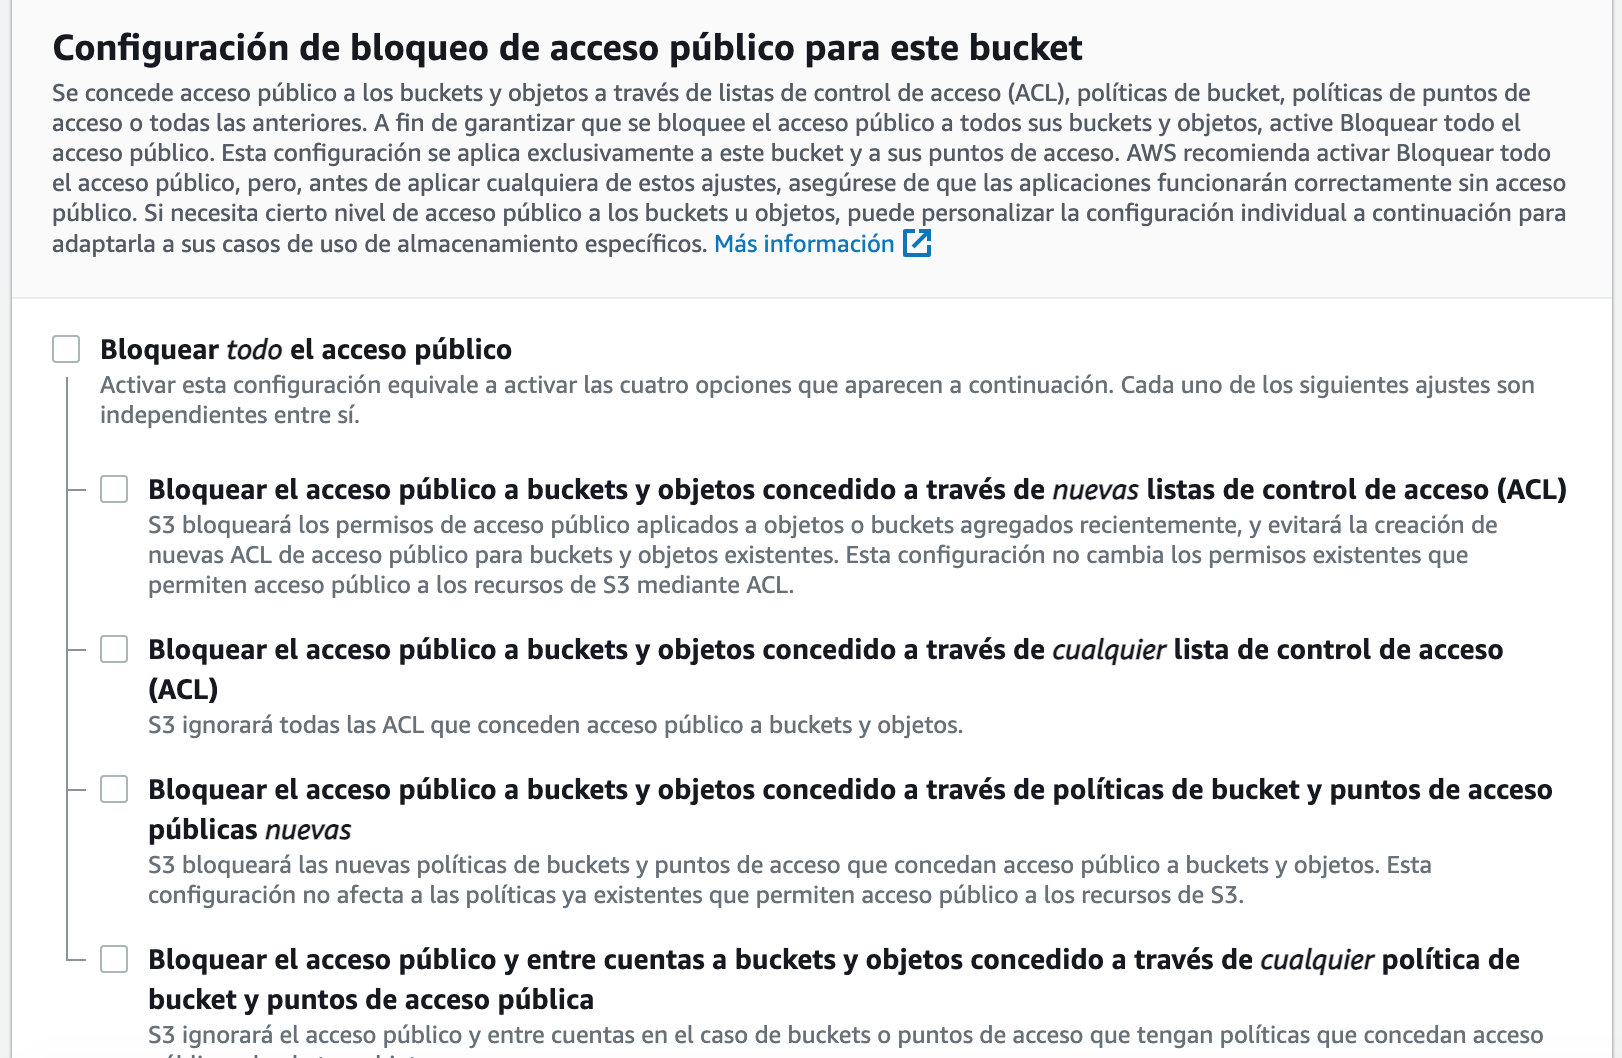 Configuración de bloqueo de acceso público para este bucket
Se concede acceso público a los buckets y objetos a través de listas de control de acceso (ACL), políticas de bucket, políticas de puntos de
acceso o todas las anteriores. A fin de garantizar que se bloquee el acceso público a todos sus buckets y objetos, active Bloquear todo el
acceso público. Esta configuración se aplica exclusivamente a este bucket y a sus puntos de acceso. AWS recomienda activar Bloquear todo
el acceso público, pero, antes de aplicar cualquiera de estos ajustes, asegúrese de que las aplicaciones funcionarán correctamente sin acceso
público. Si necesita cierto nivel de acceso público a los buckets u objetos, puede personalizar la configuración individual a continuación para
adaptarla a sus casos de uso de almacenamiento específicos. Más información
Bloquear todo el acceso público
Activar esta configuración equivale a activar las cuatro opciones que aparecen a continuación. Cada uno de los siguientes ajustes son
independientes entre sí.
Bloquear el acceso público a buckets y objetos concedido a través de nuevas listas de control de acceso (ACL)
S3 bloqueará los permisos de acceso público aplicados a objetos o buckets agregados recientemente, y evitará la creación de
nuevas ACL de acceso público para buckets y objetos existentes. Esta configuración no cambia los permisos existentes que
permiten acceso público a los recursos de S3 mediante ACL.
Bloquear el acceso público a buckets y objetos concedido a través de cualquier lista de control de acceso
(ACL)
S3 ignorará todas las ACL que conceden acceso público a buckets y objetos.
Bloquear el acceso público a buckets y objetos concedido a través de políticas de bucket y puntos de acceso
públicas nuevas
S3 bloqueará las nuevas políticas de buckets y puntos de acceso que concedan acceso público a buckets y objetos. Esta
configuración no afecta a las políticas ya existentes que permiten acceso público a los recursos de S3.
Bloquear el acceso público y entre cuentas a buckets y objetos concedido a través de cualquier política de
bucket y puntos de acceso pública
S3 ignorará el acceso público y entre cuentas en el caso de buckets o puntos de acceso que tengan políticas que concedan acceso